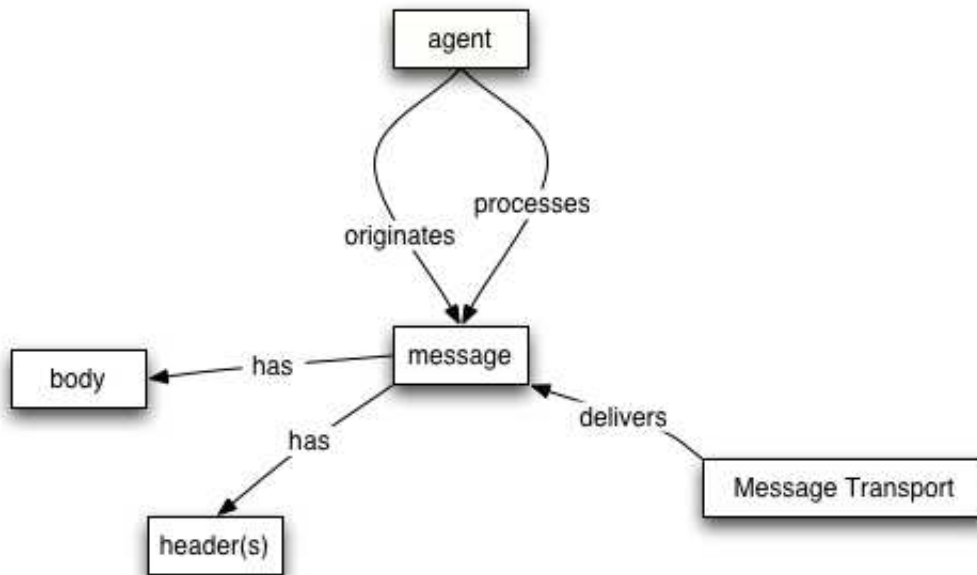 agent
processes
originates
message
has
body
delivers
has
Message Transport
header(s)